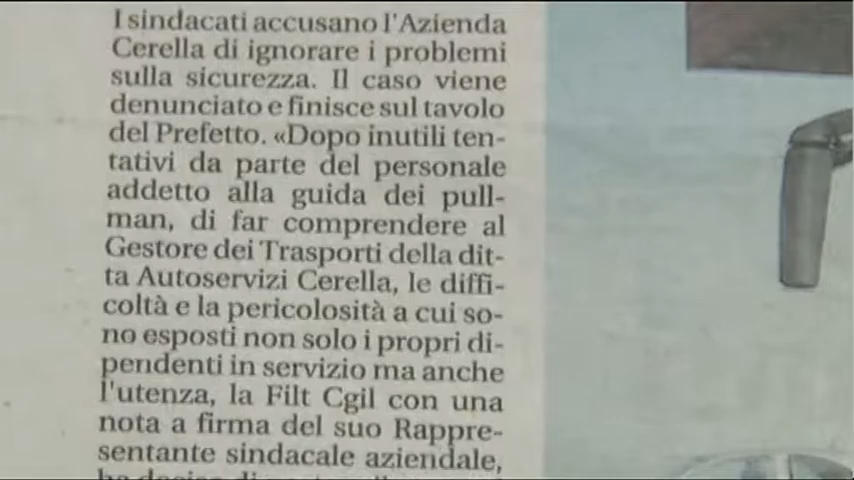 I sindacati accusano l'Azienda
Cerella di ignorare i problemi
sulla sicurezza. Il caso viene
denunciato e finisce sul tavolo
del Prefetto. «Dopo inutili ten-
tativi da parte del personale
addetto alla guida dei pull-
man, di far comprendere al
Gestore dei Trasporti della dit-
ta Autoservizi Cerella, le diffi-
coltà e la pericolosità a cui so-
no esposti non solo i propri di-
pendenti in servizio ma anche
l'utenza, la Filt Cgil con una
nota a firma del suo Rappre-
sentante sindacale aziendale,